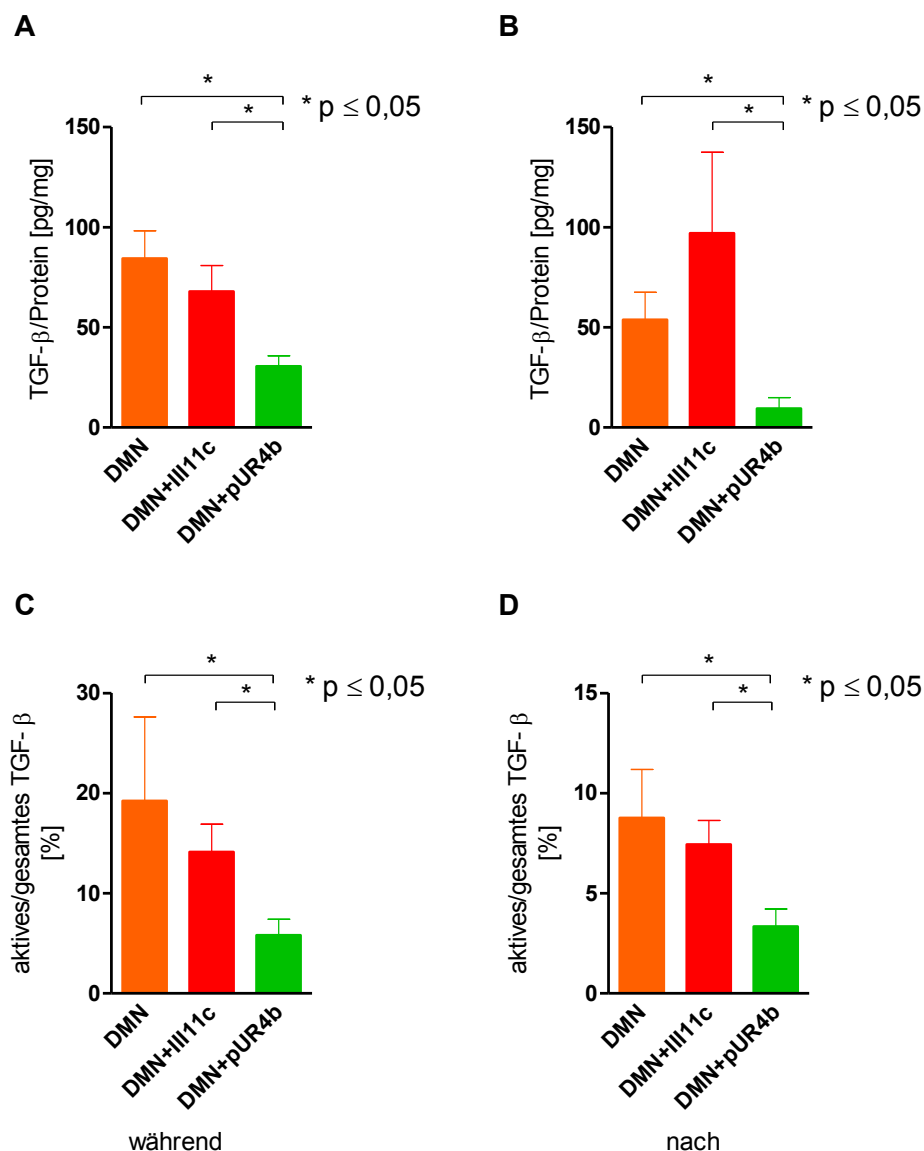 A
* 
* p ≤ 0,05
*
TGF-β/Protein [pg/mg]
150
100
50
0
DMN
DMN+III11c
DMN+pUR4b
B
*
* p ≤ 0,05
*
TGF-β/Protein [pg/mg]
150
100
50
0
DMN
DMN+III11c
DMN+pUR4b
C
*
* p ≤ 0,05
*
aktives/gesamtes TGF- β
[%]
30
20
10
0
DMN
DMN+III11c
DMN+pUR4b
während
D
*
* p ≤ 0,05
*
aktives/gesamtes TGF- β
[%]
15
10
5
0
DMN
DMN+III11c
DMN+pUR4b
nach